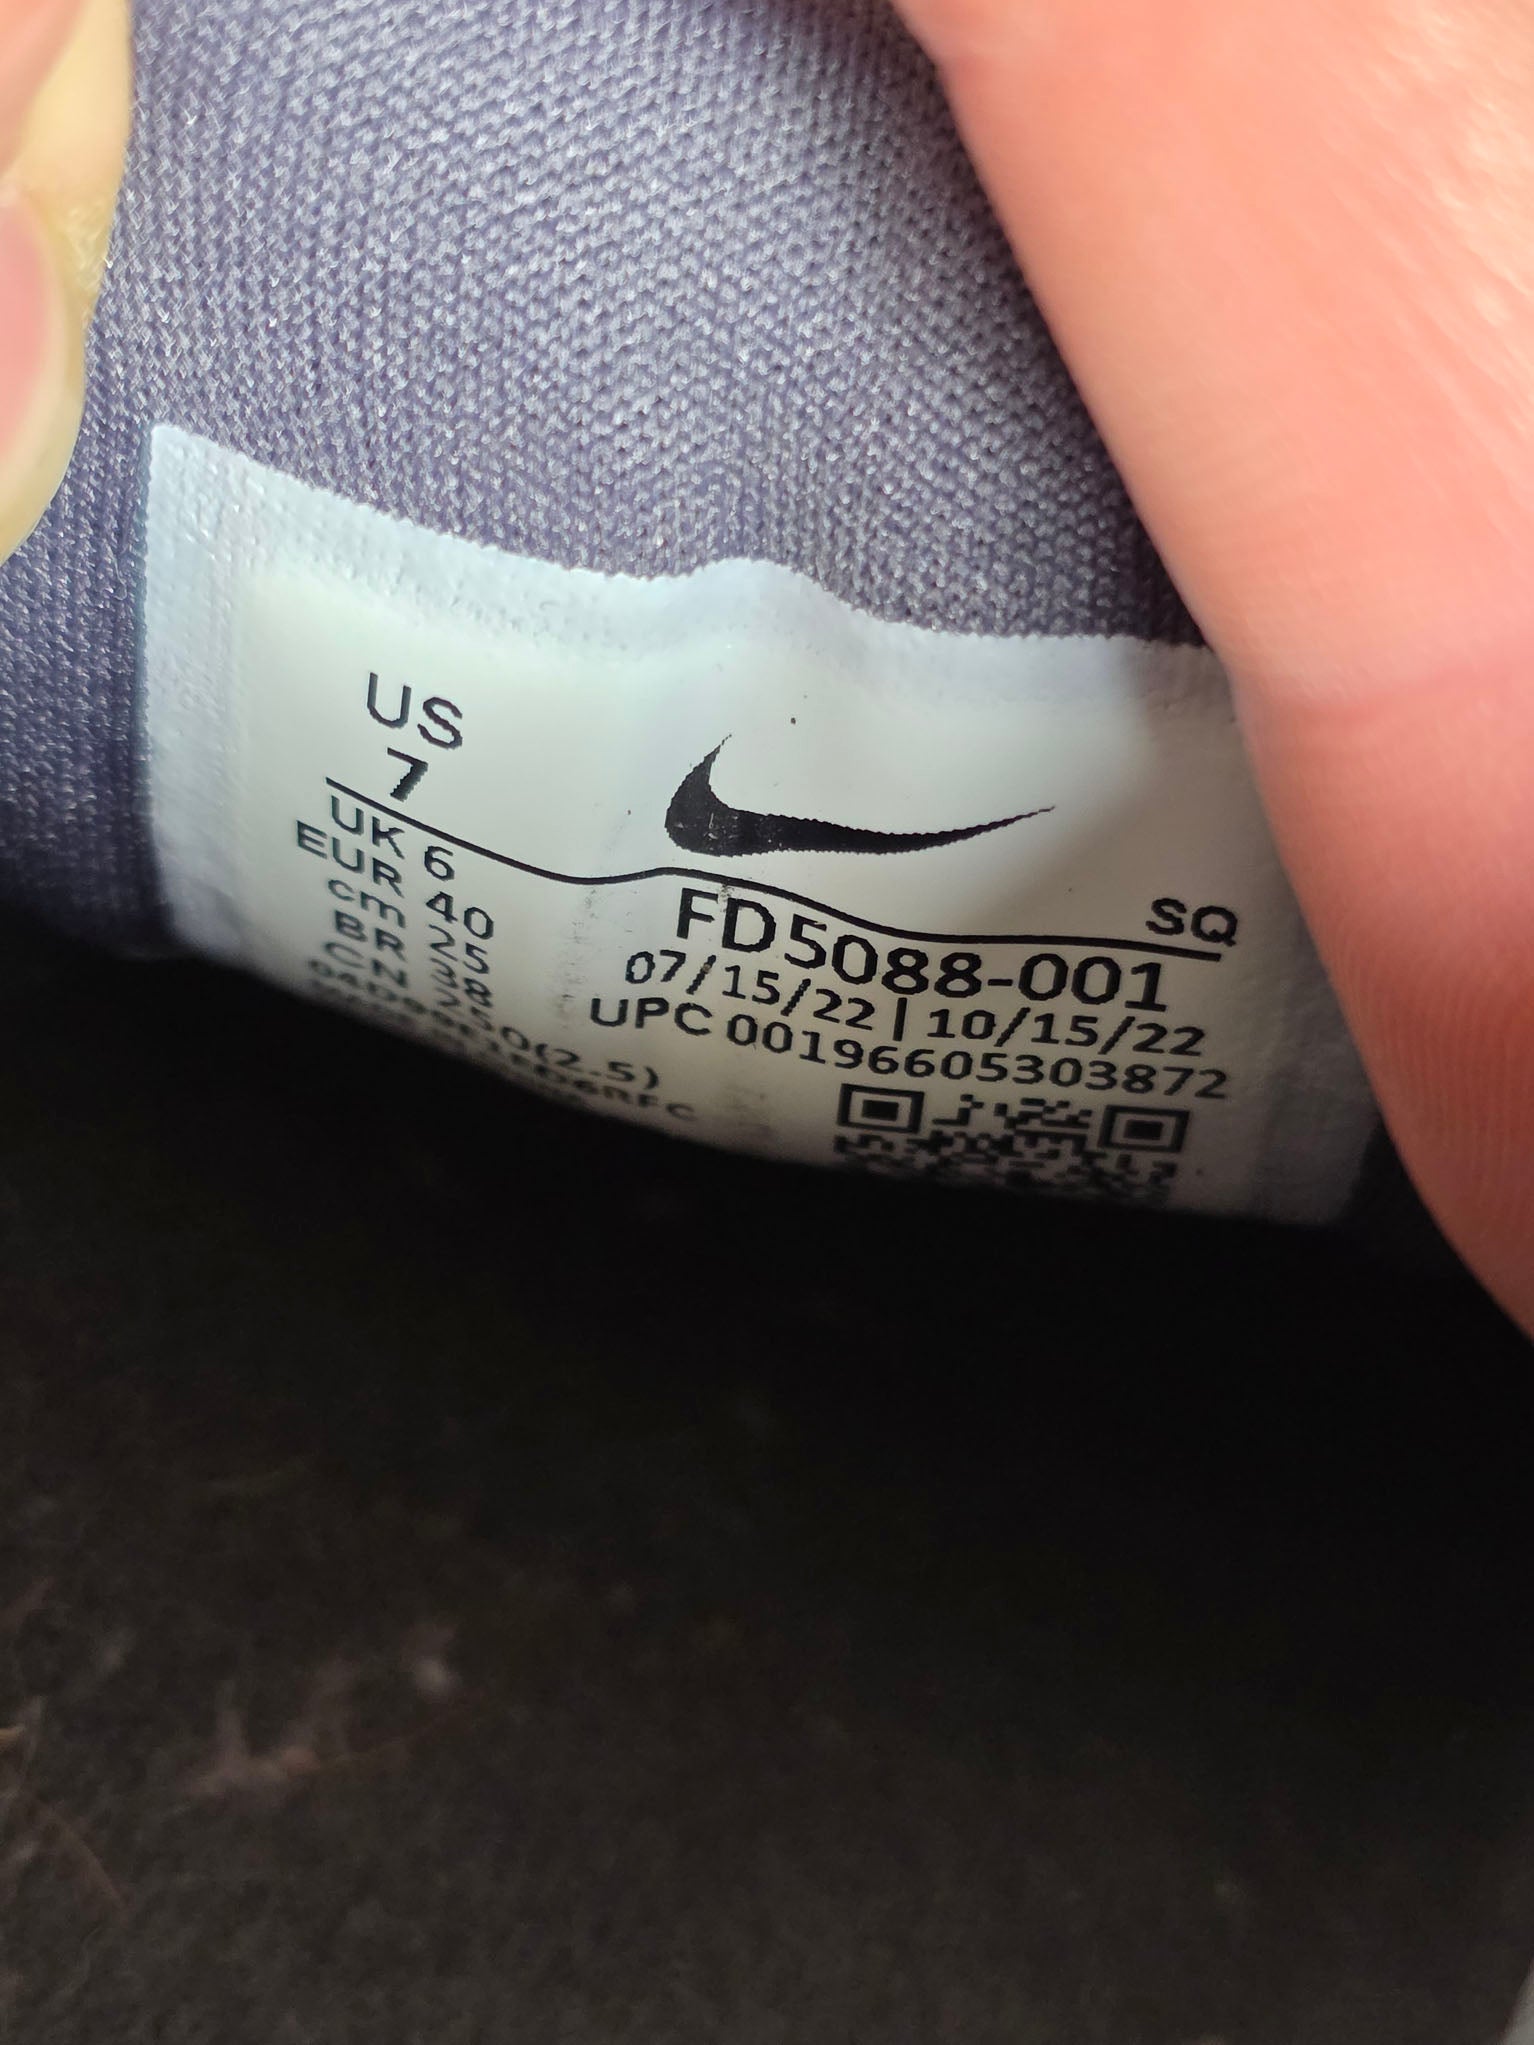 US
7
SQ
UK 6
EUR 40
cm 25
BR 38
CN 250(2.5)
FD5088-001
07/15/22 | 10/15/22
UPC 00196605303872